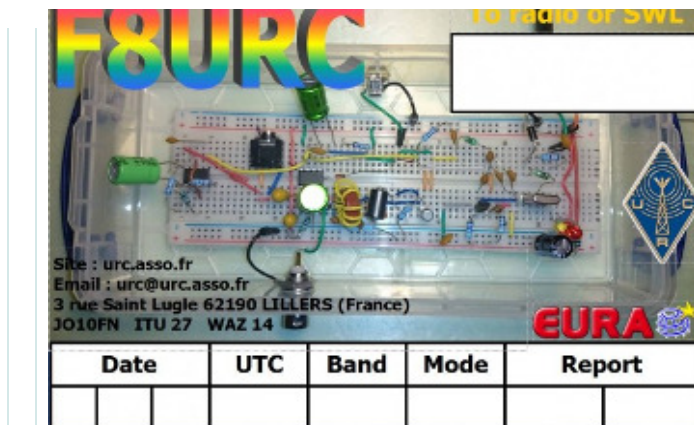 F8URC
To radio or SWL
U
R
C
Site : urc.asso.fr
Email : urc@urc.asso.fr
3 rue Saint Lugle 62190 LILLERS (France)
JO10FN ITU 27 WAZ 14
EURAO
Date UTC Band Mode Report